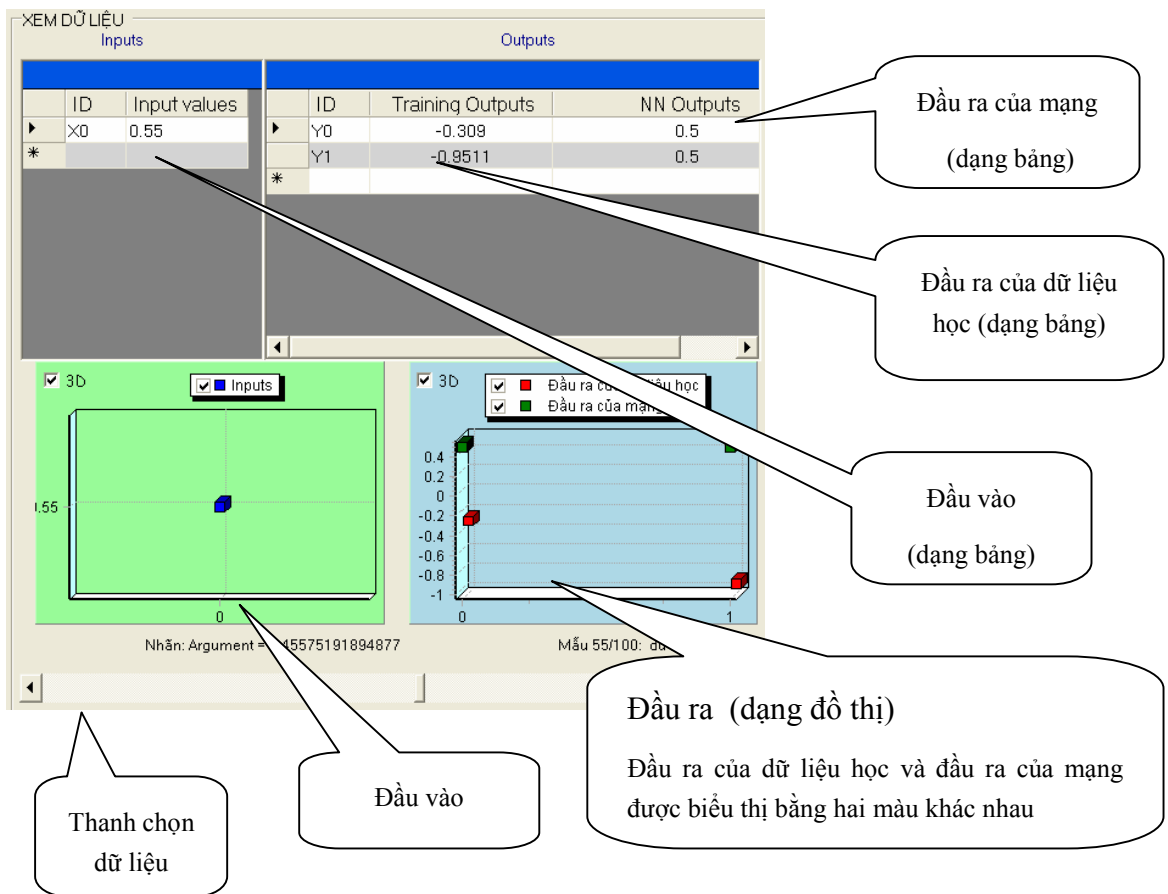 XEM DỮ LIỆU
Inputs
Outputs
ID Input values
X0 0.55
ID Training Outputs NN Outputs
Y0 -0.309 0.5
Y1 -0.9511 0.5
Đầu ra của mạng
(dạng bảng)
Đầu ra của dữ liệu
học (dạng bảng)
Đầu vào
(dạng bảng)
3D
Inputs
.55
0
3D
Đầu ra của liệu học
Đầu ra của mạng
0.4
0.2
0
-0.2
-0.4
-0.6
-0.8
-1
0 1
Nhãn: Argument = 45575191894877
Mẫu 55/100:
Đầu ra (dạng đồ thị)
Đầu ra của dữ liệu học và đầu ra của mạng
được biểu thị bằng hai màu khác nhau
Đầu vào
Thanh chọn
dữ liệu